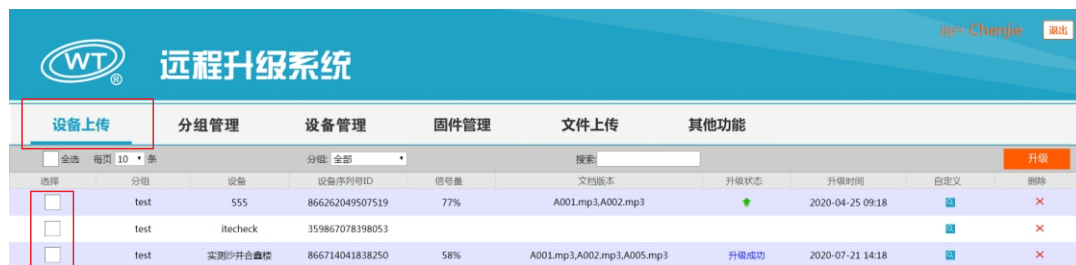 用户: Chenjie 退出
WT ® 远程升级系统
设备上传 分组管理 设备管理 固件管理 文件上传 其他功能
全选 每页 10 条 分组: 全部 搜索: 升级
选择 分组 设备 设备序列号ID 信号量 文档版本 升级状态 升级时间 自定义 删除
test 555 866262049507519 77% A001.mp3,A002.mp3 2020-04-25 09:18
test itecheck 359867078398053
test 实测沙井合鑫楼 866714041838250 58% A001.mp3,A002.mp3,A005.mp3 升级成功 2020-07-21 14:18